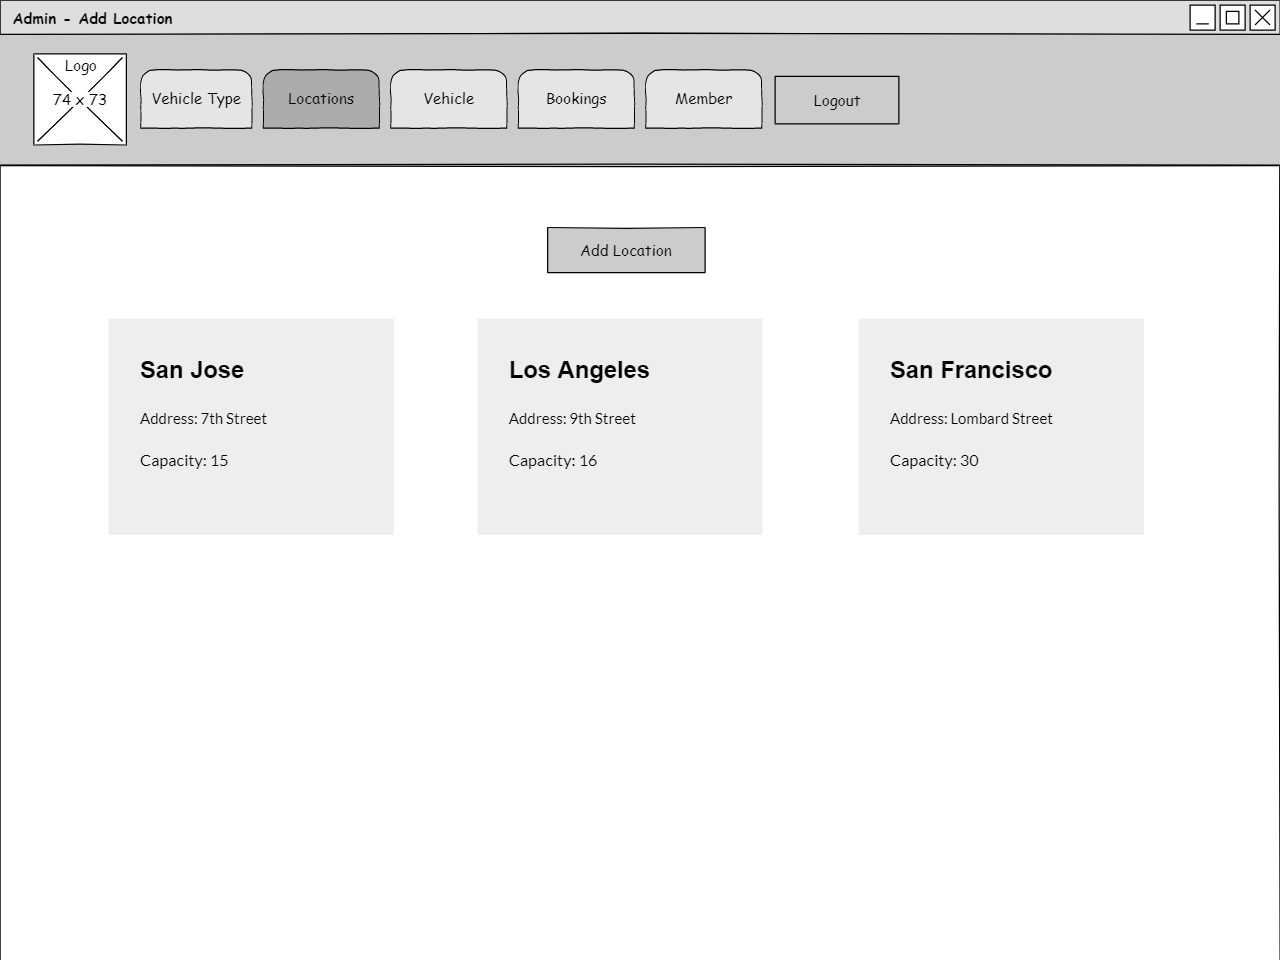 Admin - Add Location
Logo
74 x 73
Vehicle Type
Locations
Vehicle
Bookings
Member
Logout
Add Location
San Jose
Address: 7th Street
Capacity: 15
Los Angeles
Address: 9th Street
Capacity: 16
San Francisco
Address: Lombard Street
Capacity: 30